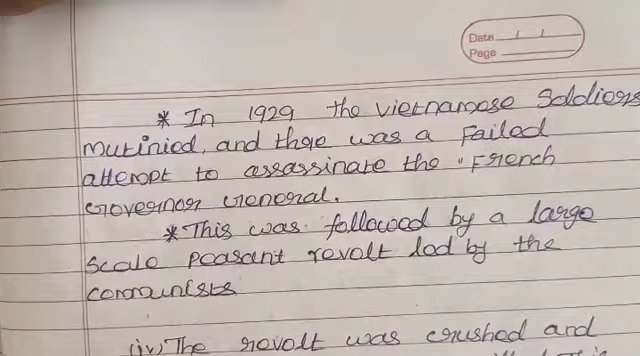 Date / /
Page
* In 1929 the vietnamese Soldiers
mutinied, and there was a Failed
attempt to assassinate the French
Governor General.
* This was followed by a large
scale peasant revolt led by the
communists
(iv) The revolt was crushed and